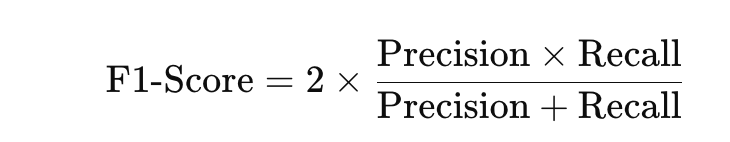 F1-Score = 2 × Precision × Recall
Precision + Recall